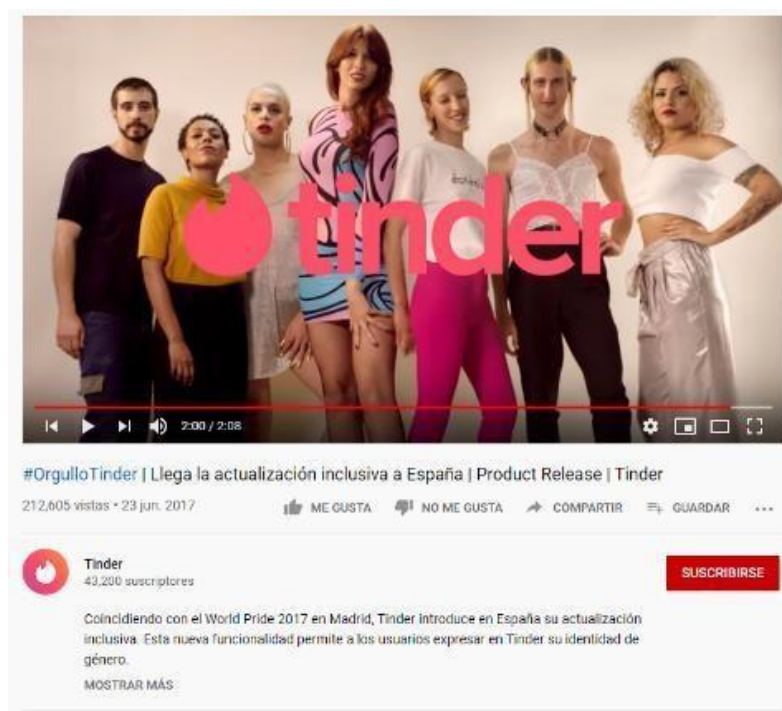 tinder
2:00 / 2:08
#OrgulloTinder | Llega la actualización inclusiva a España | Product Release | Tinder
212,605 vistas • 23 jun. 2017 ME GUSTA NO ME GUSTA COMPARTIR GUARDAR ...
Tinder
43,200 suscriptores
SUSCRIBIRSE
Coincidiendo con el World Pride 2017 en Madrid, Tinder introduce en España su actualización
inclusiva. Esta nueva funcionalidad permite a los usuarios expresar en Tinder su identidad de
género.
MOSTRAR MÁS